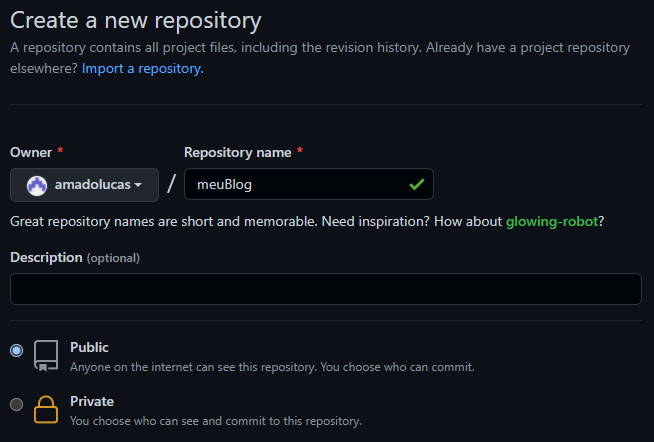 Create a new repository
A repository contains all project files, including the revision history. Already have a project repository
elsewhere? Import a repository.
Owner * Repository name *
amadolucas / meuBlog
Great repository names are short and memorable. Need inspiration? How about glowing-robot?
Description (optional)
Public
Anyone on the internet can see this repository. You choose who can commit.
Private
You choose who can see and commit to this repository.